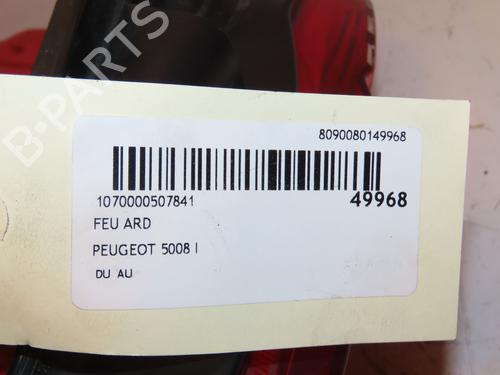 8090080149968
1070000507841
49968
FEU ARD
PEUGEOT 5008 I
DU AU
B-PARTS